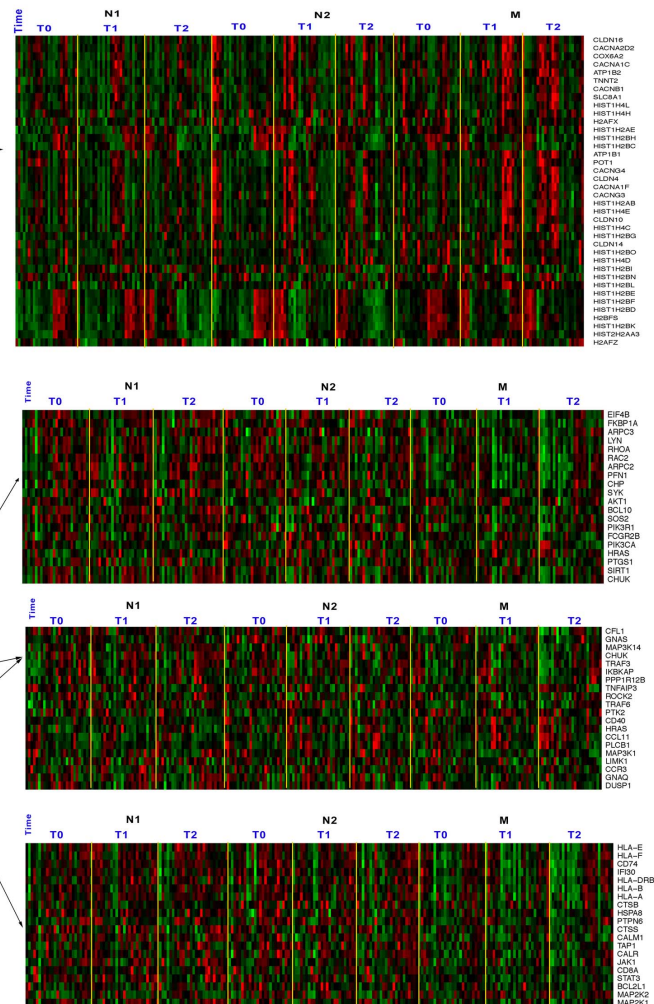 Time
N1 N2 M
T0 T1 T2 T0 T1 T2 T0 T1 T2
CLDN16
CACNA2D2
COX6A2
CACNA1C
ATP1B2
TNNT2
CACNB1
SLC8A1
HIST1H4L
HIST1H4H
H2AFX
HIST1H2AE
HIST1H2BH
HIST1H2BC
ATP1B1
POT1
CACNG4
CLDN4
CACNA1F
CACNG3
HIST1H2AB
HIST1H4E
CLDN10
HIST1H4C
HIST1H2BG
CLDN14
HIST1H2BO
HIST1H4D
HIST1H2BI
HIST1H2BN
HIST1H2BL
HIST1H2BE
HIST1H2BF
HIST1H2BD
H2BFS
HIST1H2BK
HIST2H2AA3
H2AFZ
Time
N1 N2 M
T0 T1 T2 T0 T1 T2 T0 T1 T2
EIF4B
FKBP1A
ARPC3
LYN
RHOA
RAC2
ARPC2
PFN1
CHP
SYK
AKT1
BCL10
SOS2
PIK3R1
FCGR2B
PIK3CA
HRAS
PTGS1
SIRT1
CHUK
Time
N1 N2 M
T0 T1 T2 T0 T1 T2 T0 T1 T2
CFL1
GNAS
MAP3K14
CHUK
TRAF3
IKBKAP
PPP1R12B
TNFAIP3
ROCK2
TRAF6
PTK2
CD40
HRAS
CCL11
PLCB1
MAP3K1
LIMK1
CCR3
GNAQ
DUSP1
Time
N1 N2 M
T0 T1 T2 T0 T1 T2 T0 T1 T2
HLA-E
HLA-F
CD74
IFI30
HLA-DRB
HLA-B
HLA-A
CTSB
HSPA8
PTPN6
CTSS
CALM1
TAP1
CALR
JAK1
CD8A
STAT3
BCL2L1
MAP2K2
MAP2K1